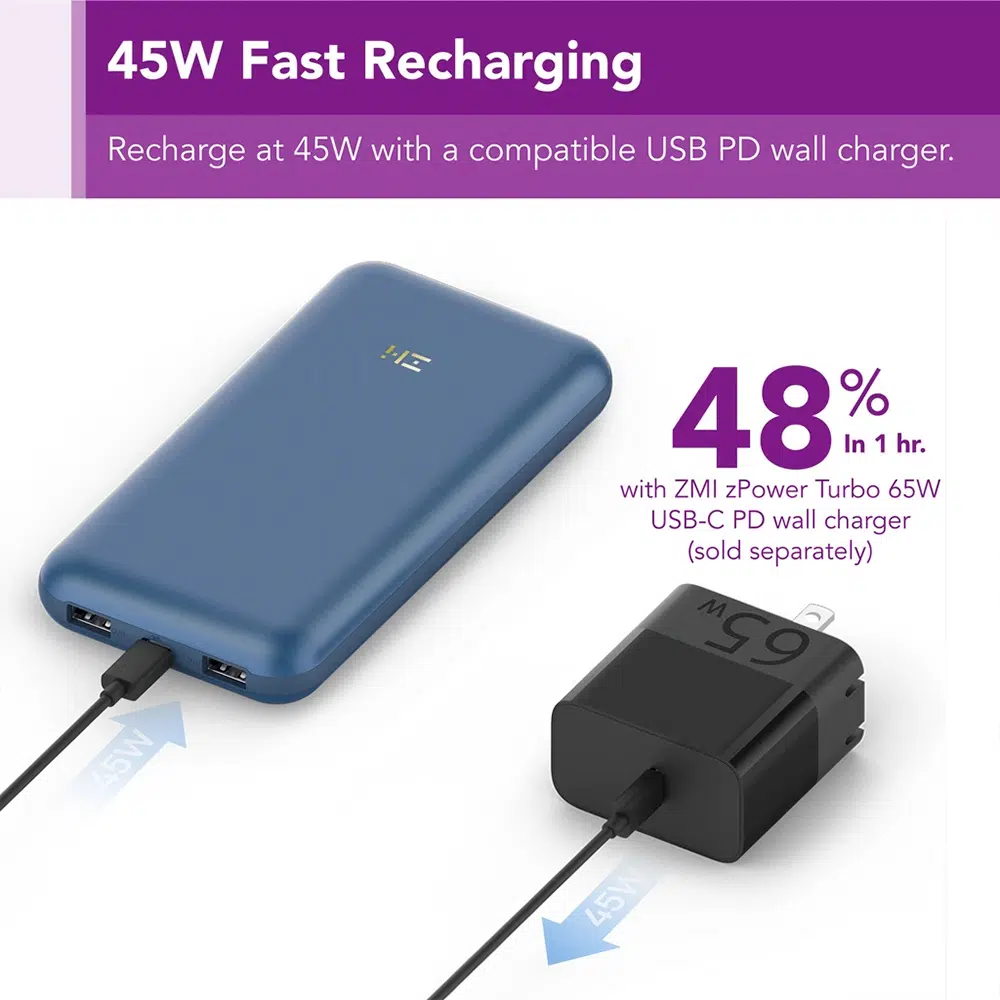 45W Fast Recharging
Recharge at 45W with a compatible USB PD wall charger.
ZMI
48%
In 1 hr.
with ZMI zPower Turbo 65W
USB-C PD wall charger
(sold separately)
65W
45W
45W